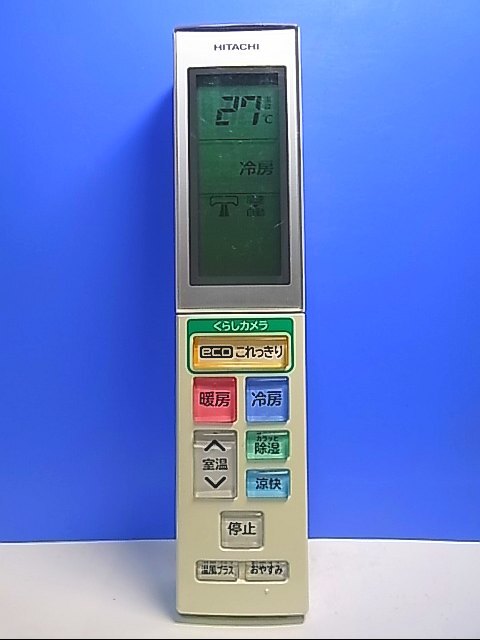 HITACHI
27℃
冷房
くらしカメラ
eco これっきり
暖房
冷房
室温
カラッと
除湿
涼快
停止
温風プラス
おやすみ